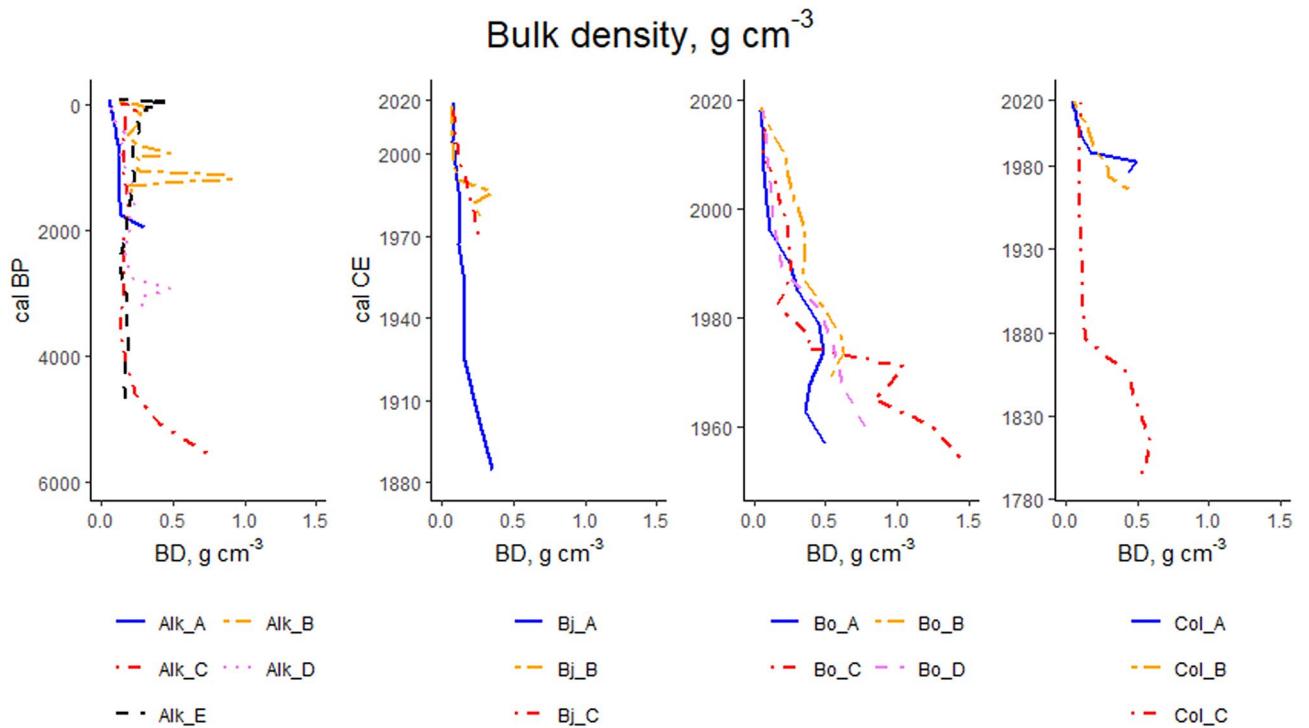 Bulk density, g cm-3
cal BP
0
2000
4000
6000
0.0 0.5 1.0 1.5
BD, g cm-3
Alk_A Alk_B
Alk_C Alk_D
Alk_E
cal CE
2020
2000
1970
1940
1910
1880
0.0 0.5 1.0 1.5
BD, g cm-3
Bj_A
Bj_B
Bj_C
2020
2000
1980
1960
0.0 0.5 1.0 1.5
BD, g cm-3
Bo_A Bo_B
Bo_C Bo_D
2020
1980
1930
1880
1830
1780
0.0 0.5 1.0 1.5
BD, g cm-3
Col_A
Col_B
Col_C